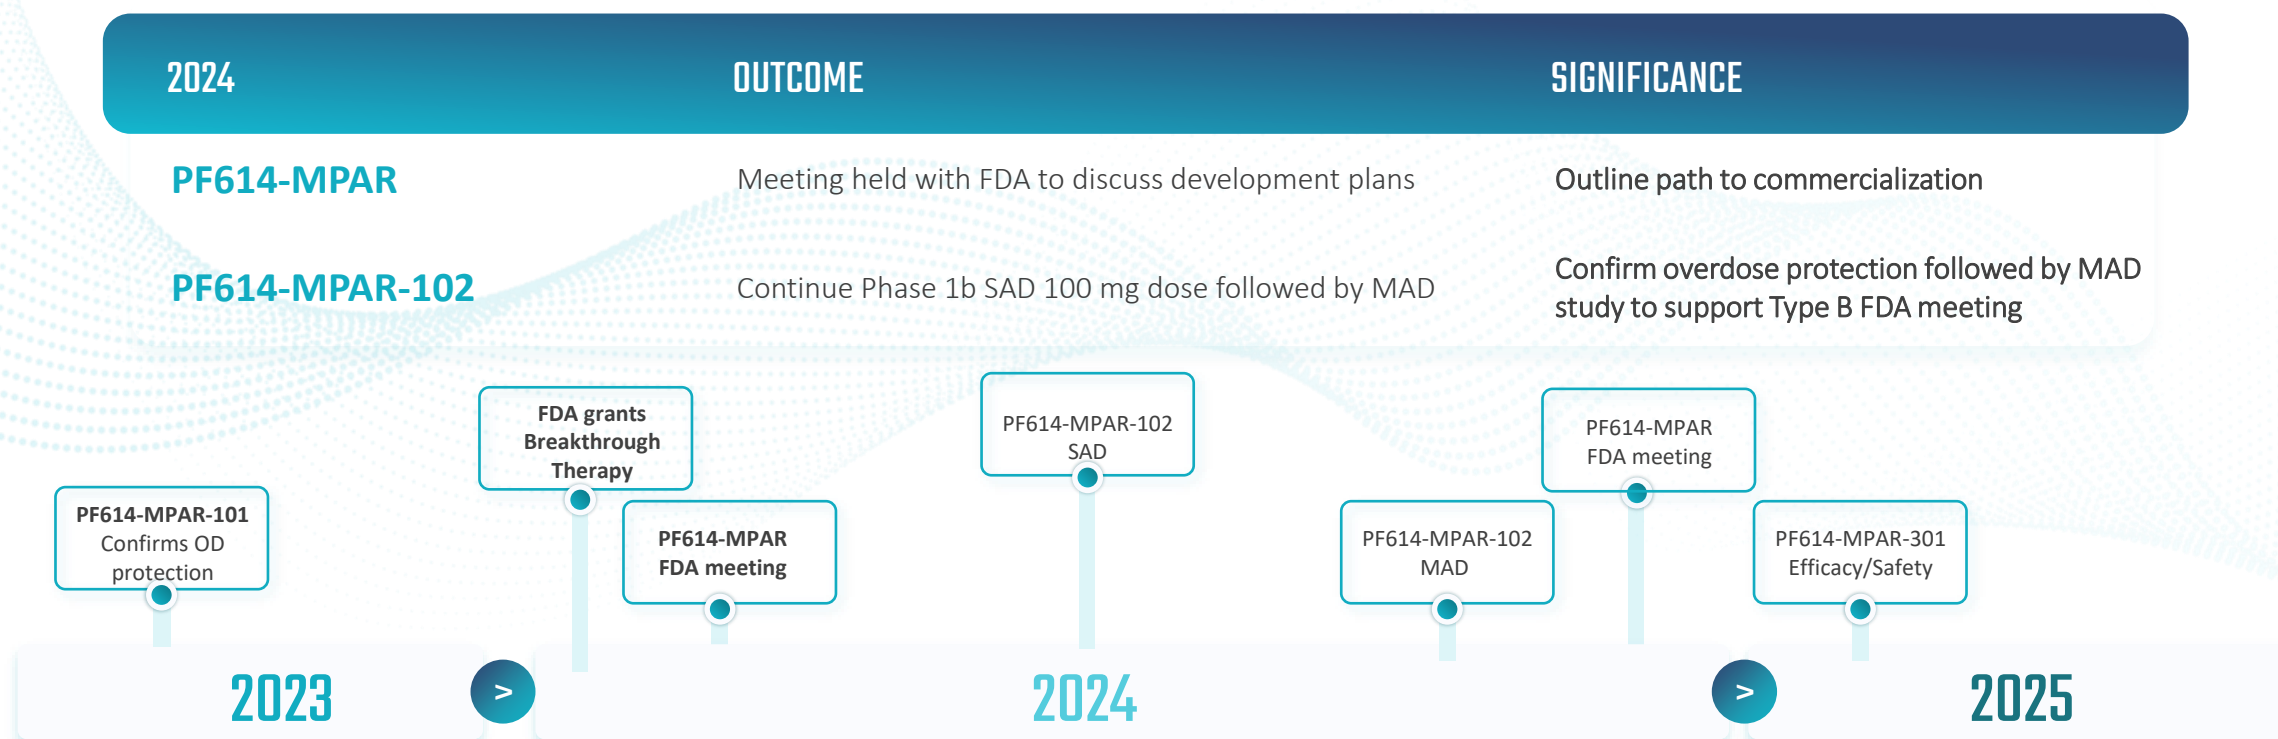 2024 OUTCOME SIGNIFICANCE
PF614-MPAR Meeting held with FDA to discuss development plans Outline path to commercialization
PF614-MPAR-102 Continue Phase 1b SAD 100 mg dose followed by MAD Confirm overdose protection followed by MAD
study to support Type B FDA meeting
PF614-MPAR-101
Confirms OD
protection
FDA grants
Breakthrough
Therapy
PF614-MPAR
FDA meeting
PF614-MPAR-102
SAD
PF614-MPAR-102
MAD
PF614-MPAR
FDA meeting
PF614-MPAR-301
Efficacy/Safety
2023 > 2024 > 2025